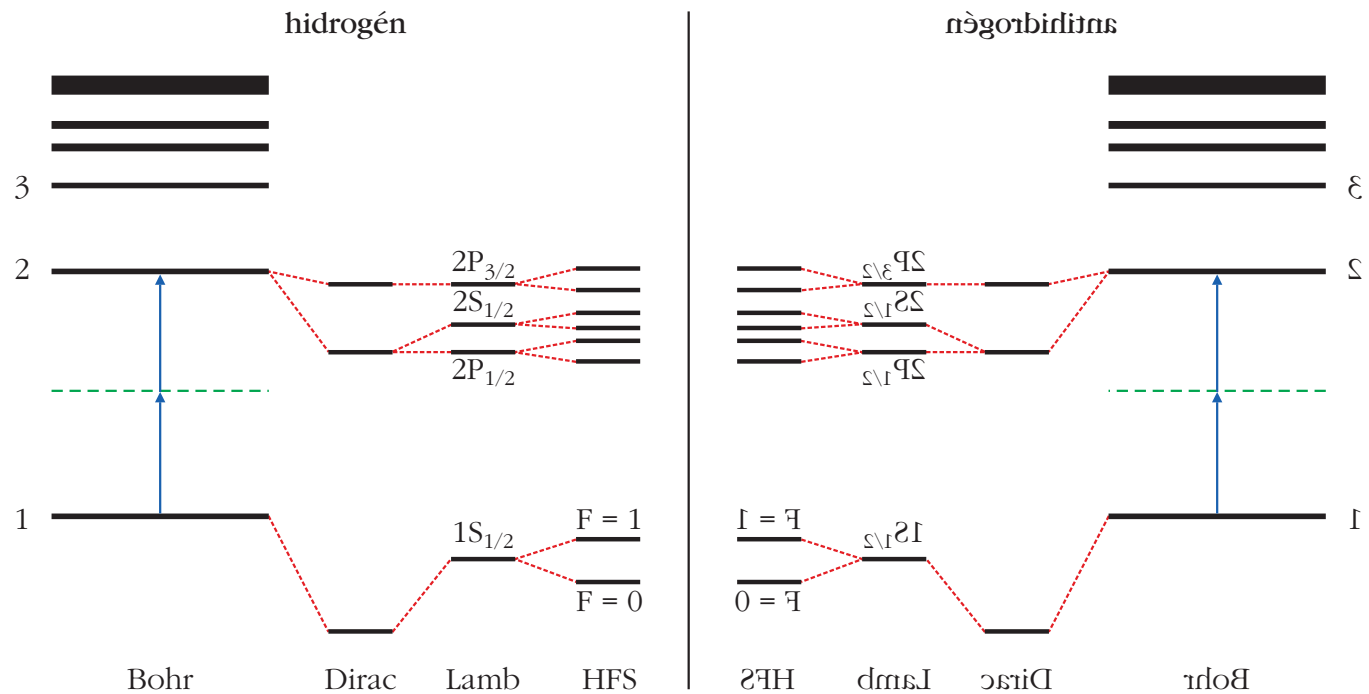 hidrogén
3
2
1
2P3/2
2S1/2
2P1/2
1S1/2
F = 1
F = 0
Bohr Dirac Lamb HFS
antihidrogén
3
2
1
2P3/2
2S1/2
2P1/2
1S1/2
F = 1
F = 0
HFS Lamb Dirac Bohr